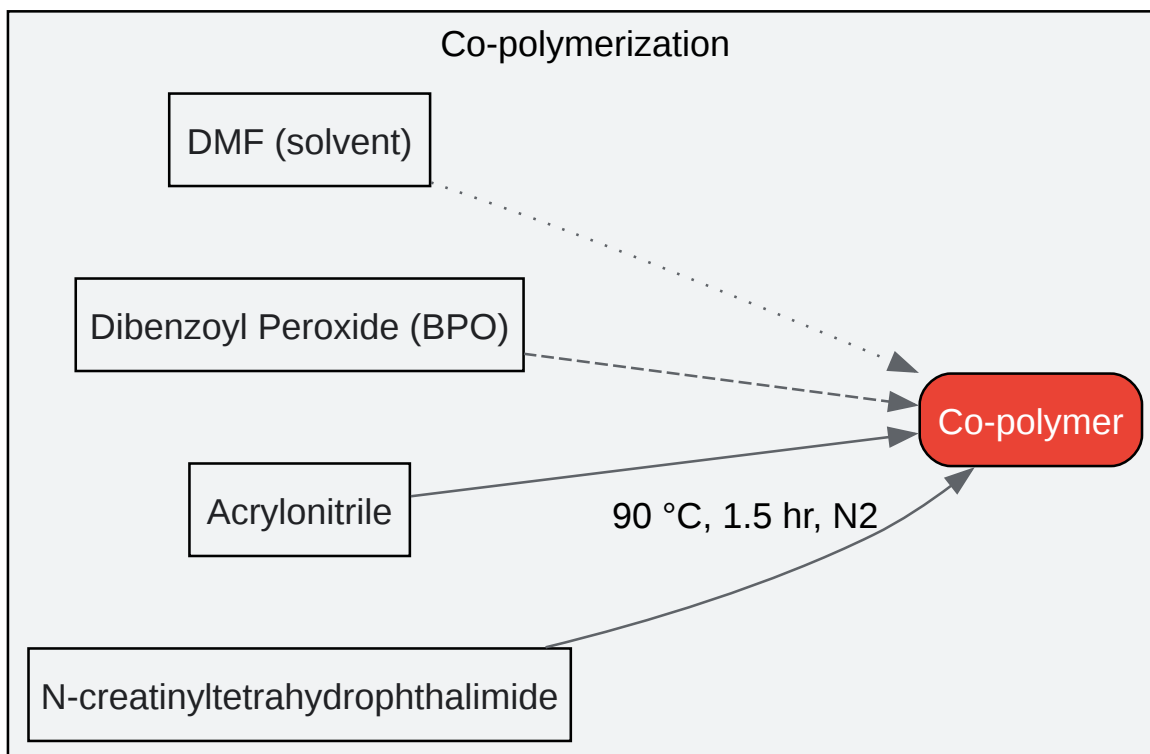 Co-polymerization
DMF (solvent)
Dibenzoyl Peroxide (BPO)
Co-polymer
Acrylonitrile
90 °C, 1.5 hr, N2
N-creatinyltetrahydrophthalimide